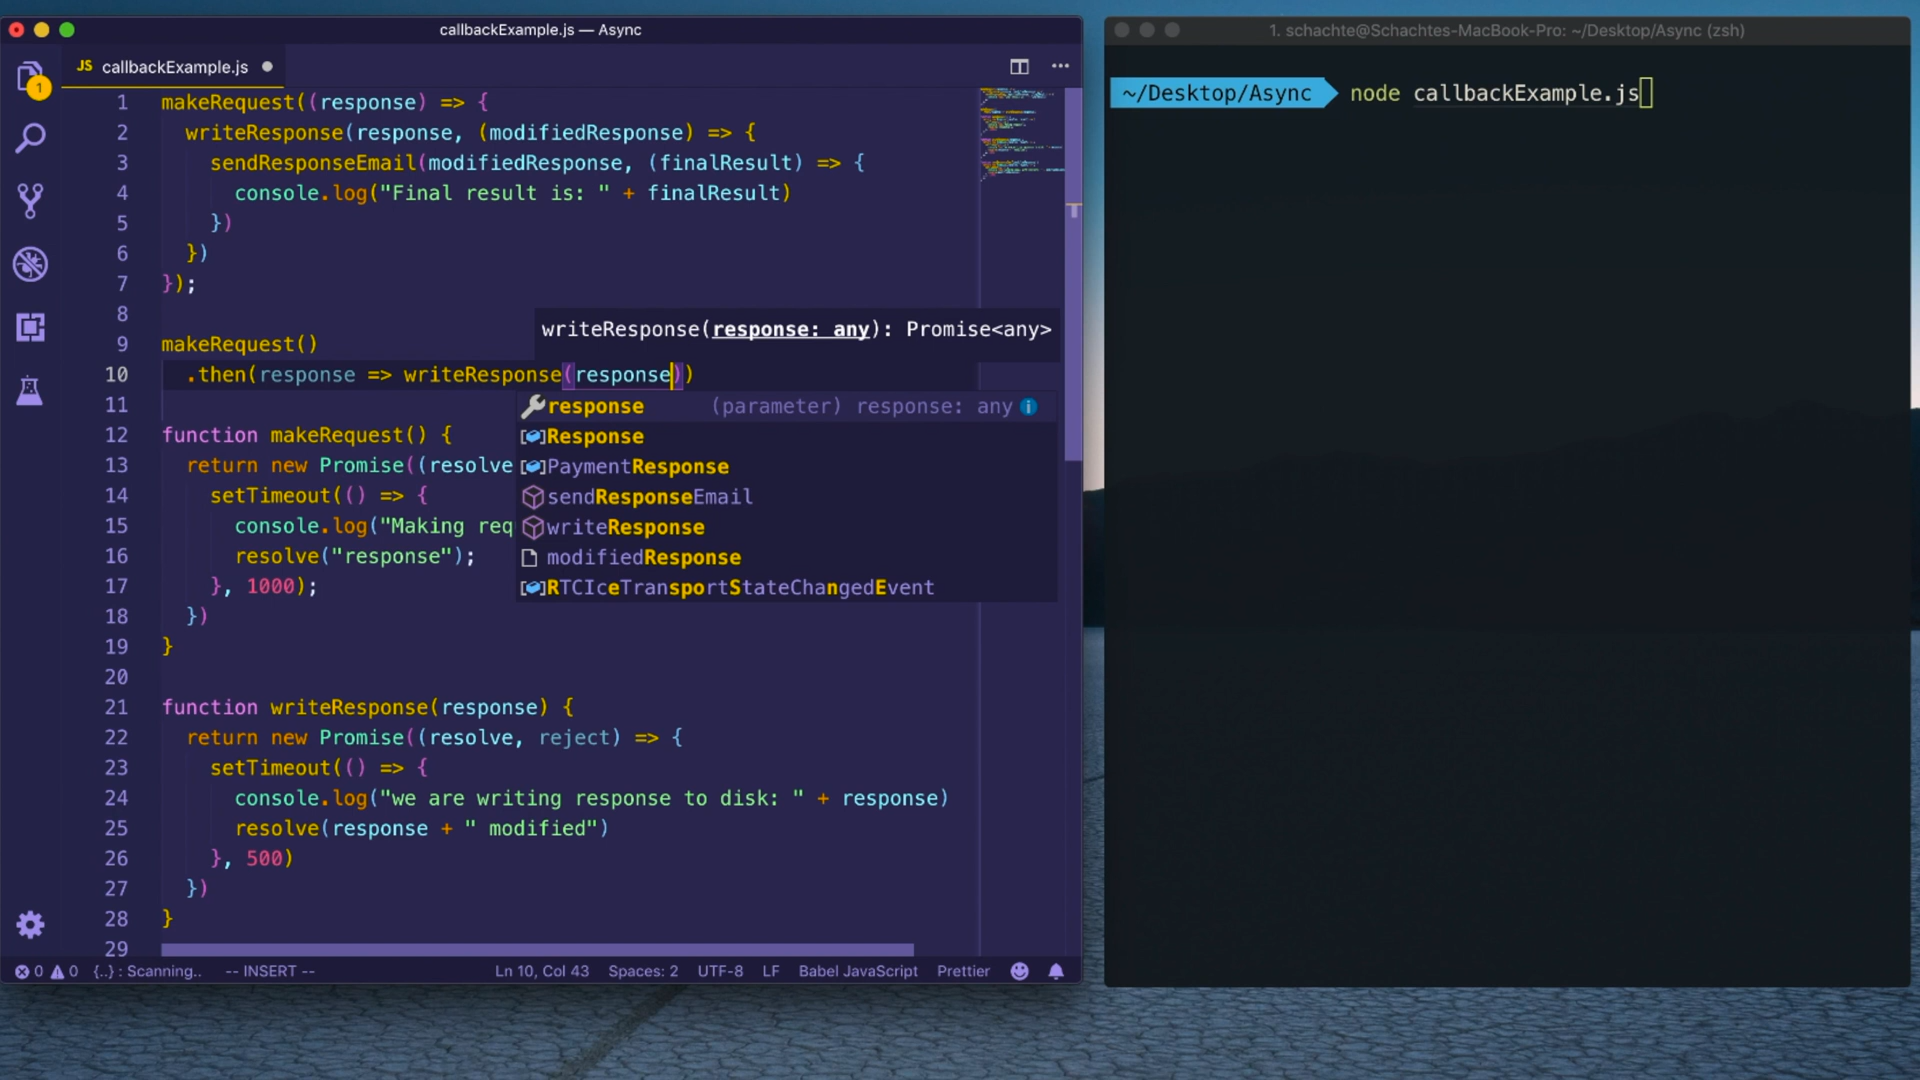 callbackExample.js — Async
JS callbackExample.js
1
1 makeRequest((response) => {
2 writeResponse(response, (modifiedResponse) => {
3 sendResponseEmail(modifiedResponse, (finalResult) => {
4 console.log("Final result is: " + finalResult)
5 })
6 })
7 });
8
writeResponse(response: any): Promise<any>
9 makeRequest()
10 .then(response => writeResponse(response))
11
response (parameter) response: any
Response
PaymentResponse
sendResponseEmail
writeResponse
modifiedResponse
RTCIceTransportStateChangedEvent
12 function makeRequest() {
13 return new Promise((resolve
14 setTimeout(() => {
15 console.log("Making req
16 resolve("response");
17 }, 1000);
18 })
19 }
20
21 function writeResponse(response) {
22 return new Promise((resolve, reject) => {
23 setTimeout(() => {
24 console.log("we are writing response to disk: " + response)
25 resolve(response + " modified")
26 }, 500)
27 })
28 }
29
0 0 {..} : Scanning.. -- INSERT -- Ln 10, Col 43 Spaces: 2 UTF-8 LF Babel JavaScript Prettier
1. schachte@Schachtes-MacBook-Pro: ~/Desktop/Async (zsh)
~/Desktop/Async node callbackExample.js